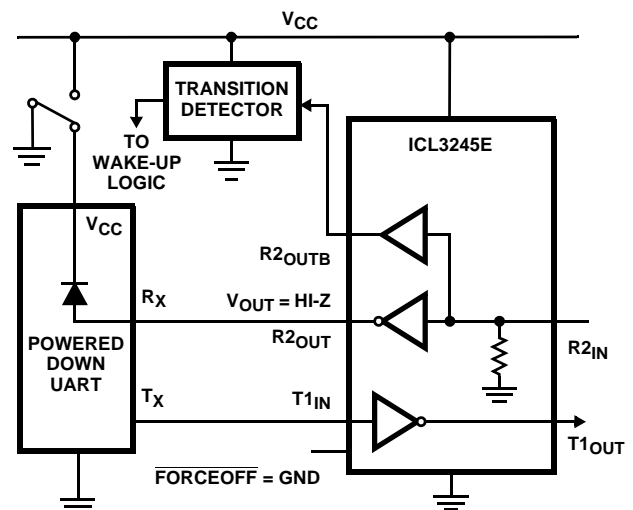 VCC
TRANSITION
DETECTOR
TO
WAKE-UP
LOGIC
ICL3245E
VCC
R2OUTB
RX
VOUT = HI-Z
R2OUT
R2IN
POWERED
DOWN
UART
TX
T1IN
T1OUT
FORCEOFF = GND